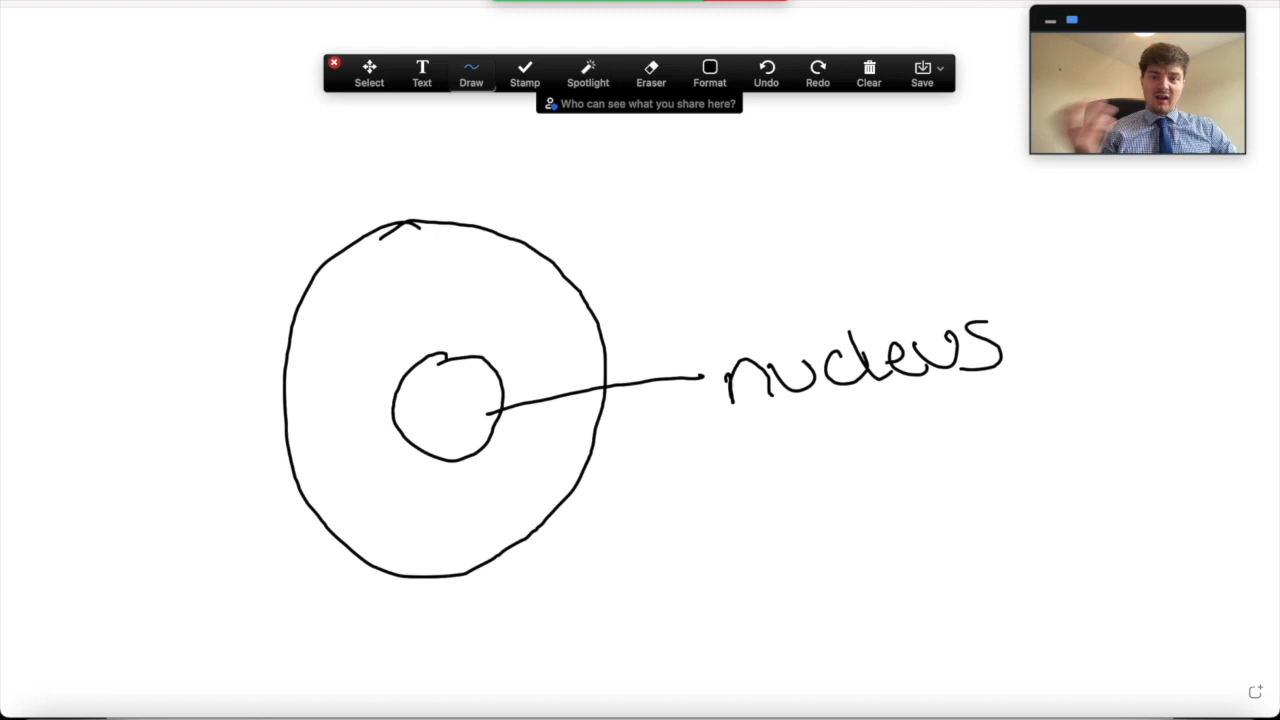 Select Text Draw Stamp Spotlight Eraser Format Undo Redo Clear Save
Who can see what you share here?
nucleus